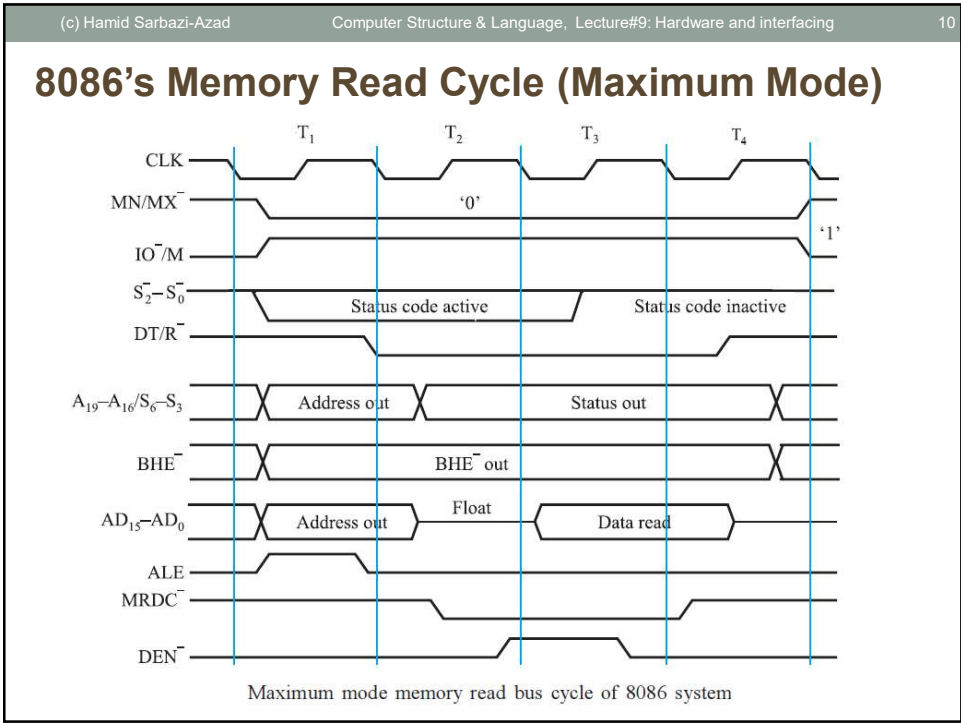 (c) Hamid Sarbazi-Azad Computer Structure & Language, Lecture#9: Hardware and interfacing 10
8086's Memory Read Cycle (Maximum Mode)
T₁ T₂ T₃ T₄
CLK
MN/MX‾ '0'
'1'
IO‾/M
S₂‾–S₀‾ Status code active Status code inactive
DT/R‾
A₁₉–A₁₆/S₆–S₃ Address out Status out
BHE‾ BHE‾ out
AD₁₅–AD₀ Address out Float Data read
ALE
MRDC‾
DEN‾
Maximum mode memory read bus cycle of 8086 system